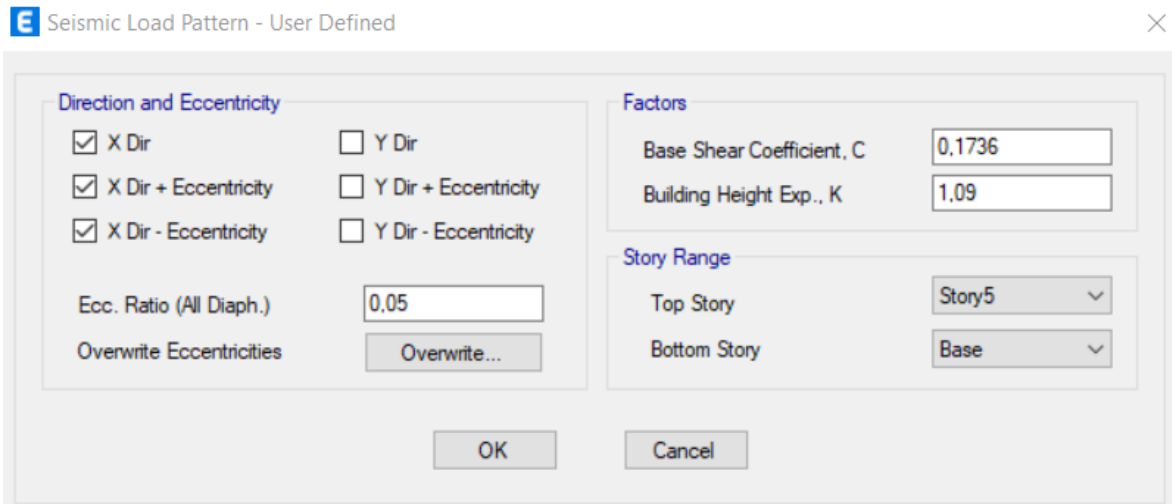 E Seismic Load Pattern - User Defined
Direction and Eccentricity
X Dir
Y Dir
X Dir + Eccentricity
Y Dir + Eccentricity
X Dir - Eccentricity
Y Dir - Eccentricity
Ecc. Ratio (All Diaph.) 0,05
Overwrite Eccentricities Overwrite...
Factors
Base Shear Coefficient, C 0,1736
Building Height Exp., K 1,09
Story Range
Top Story Story5
Bottom Story Base
OK
Cancel